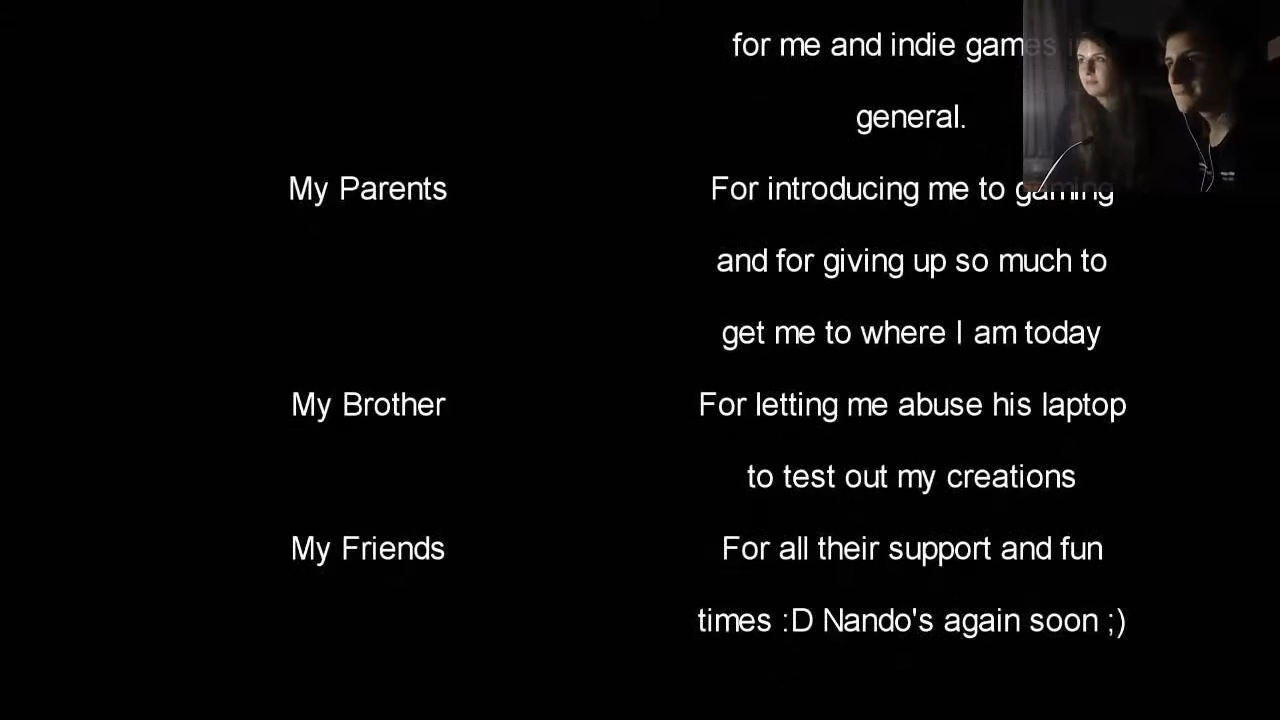 for me and indie games
general.
My Parents For introducing me to gaming
and for giving up so much to
get me to where I am today
My Brother For letting me abuse his laptop
to test out my creations
My Friends For all their support and fun
times :D Nando's again soon ;)